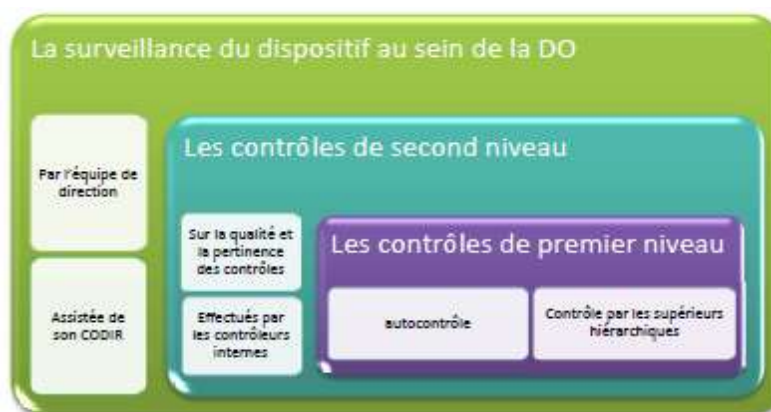 La surveillance du dispositif au sein de la DO
Par l'équipe de
direction
Assistée de
son CODIR
Les contrôles de second niveau
Sur la qualité et
la pertinence
des contrôles
Effectués par
les contrôleurs
internes
Les contrôles de premier niveau
autocontrôle
Contrôle par les supérieurs
hiérarchiques